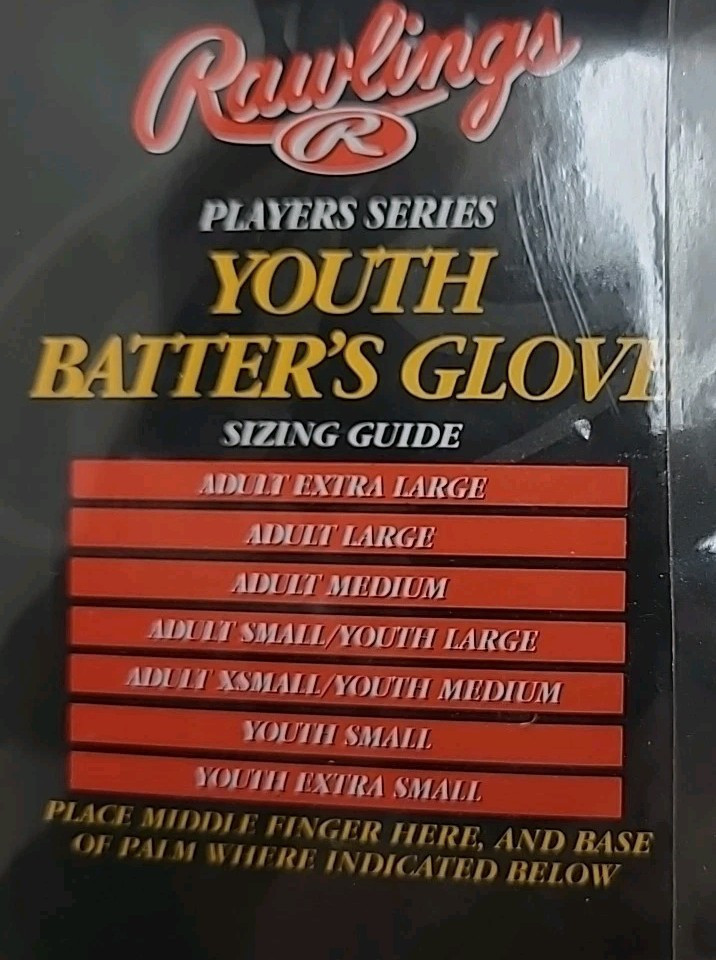 Rawlings
R
PLAYERS SERIES
YOUTH
BATTER'S GLOVE
SIZING GUIDE
ADULT EXTRA LARGE
ADULT LARGE
ADULT MEDIUM
ADULT SMALL/YOUTH LARGE
ADULT XSMALL/YOUTH MEDIUM
YOUTH SMALL
YOUTH EXTRA SMALL
PLACE MIDDLE FINGER HERE, AND BASE
OF PALM WHERE INDICATED BELOW